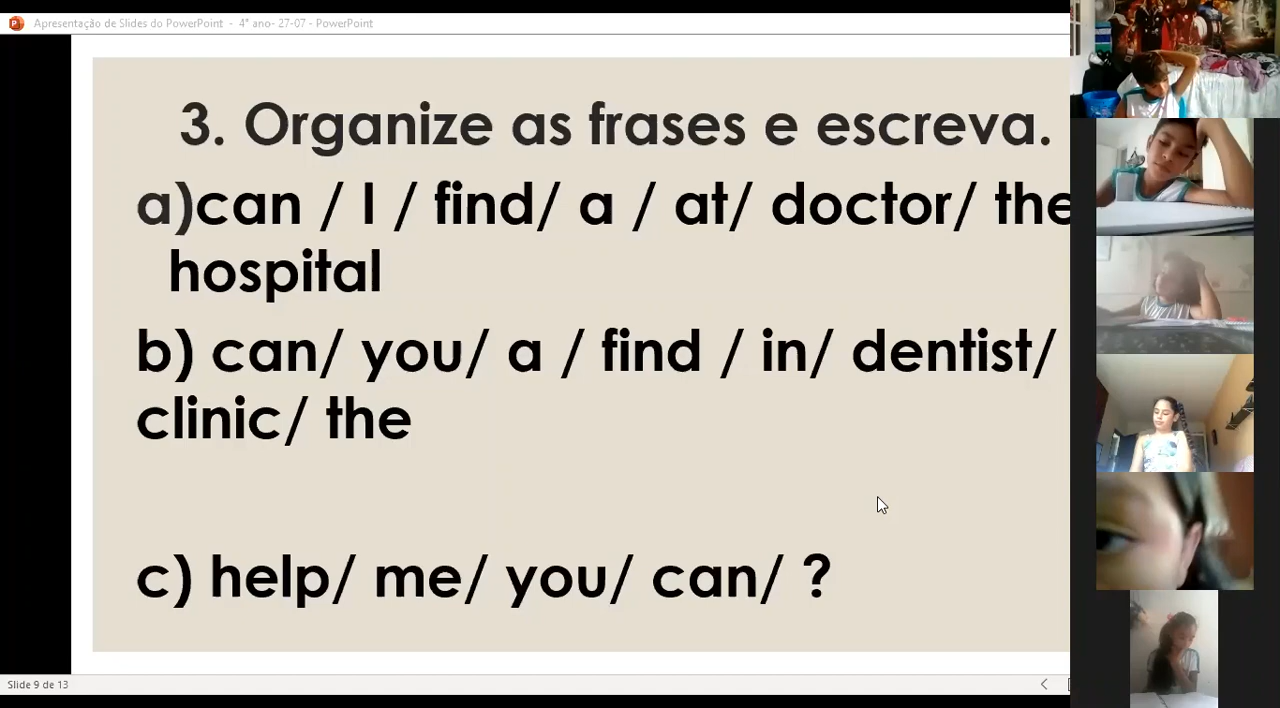 Apresentação de Slides do PowerPoint - 4° ano- 27-07 - PowerPoint
3. Organize as frases e escreva.
a)can / I / find/ a / at/ doctor/ the
hospital
b) can/ you/ a / find / in/ dentist/
clinic/ the
c) help/ me/ you/ can/ ?
Slide 9 de 13